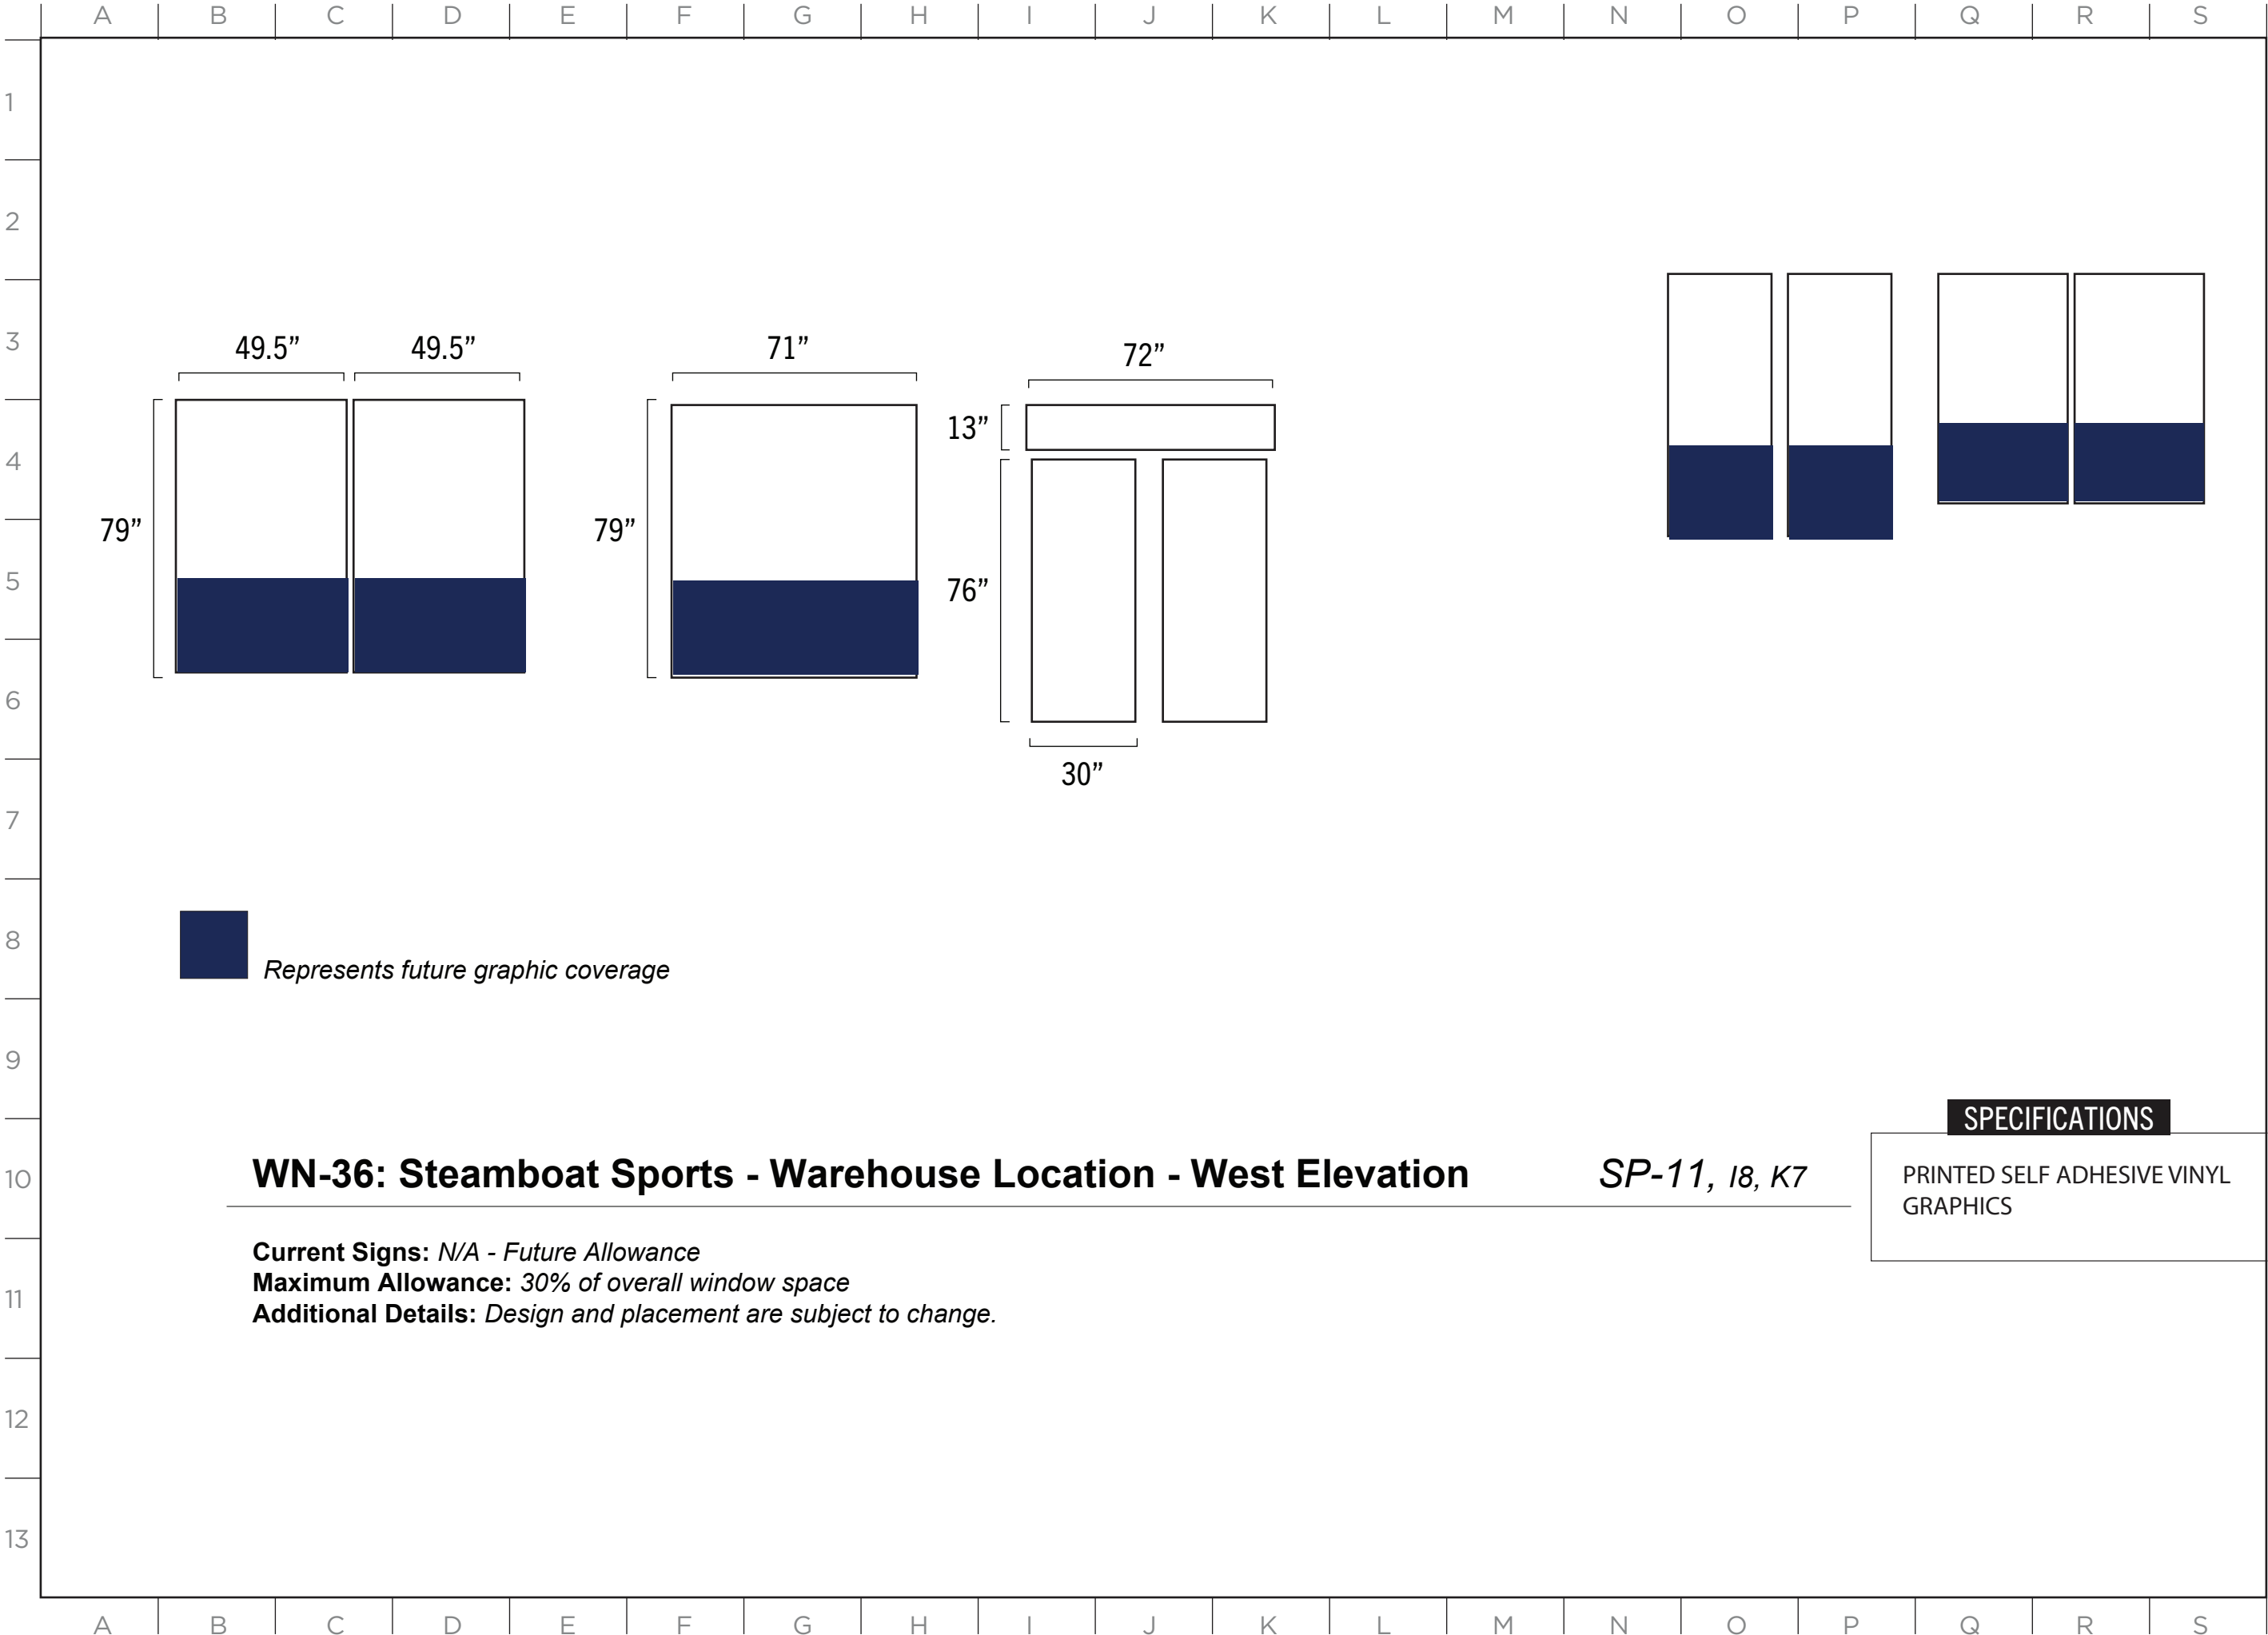 A B C D E F G H I J K L M N O P Q R S
1
2
3
49.5” 49.5” 71” 72”
13”
4
79” 79”
5
76”
6
30”
7
8
Represents future graphic coverage
9
SPECIFICATIONS
10
WN-36: Steamboat Sports - Warehouse Location - West Elevation SP-11, I8, K7
PRINTED SELF ADHESIVE VINYL
GRAPHICS
Current Signs: N/A - Future Allowance
Maximum Allowance: 30% of overall window space
11
Additional Details: Design and placement are subject to change.
12
13
A B C D E F G H I J K L M N O P Q R S